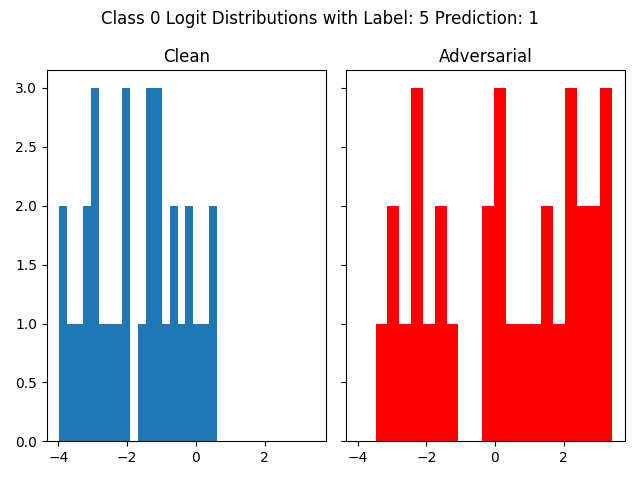 Class 0 Logit Distributions with Label: 5 Prediction: 1
Clean
Adversarial
3.0
2.5
2.0
1.5
1.0
0.5
0.0
−4 −2 0 2
−4 −2 0 2